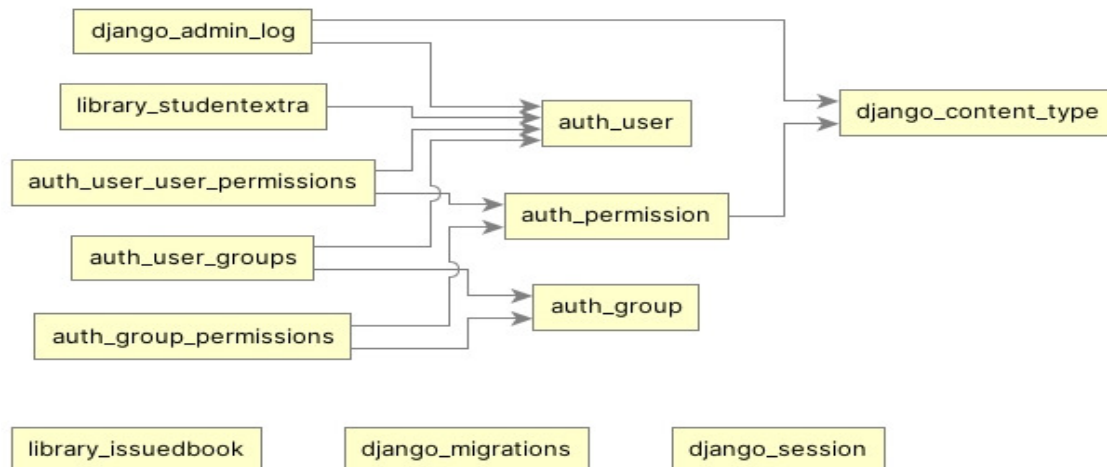 django_admin_log
library_studentextra
auth_user
django_content_type
auth_user_user_permissions
auth_permission
auth_user_groups
auth_group
auth_group_permissions
library_issuedbook
django_migrations
django_session